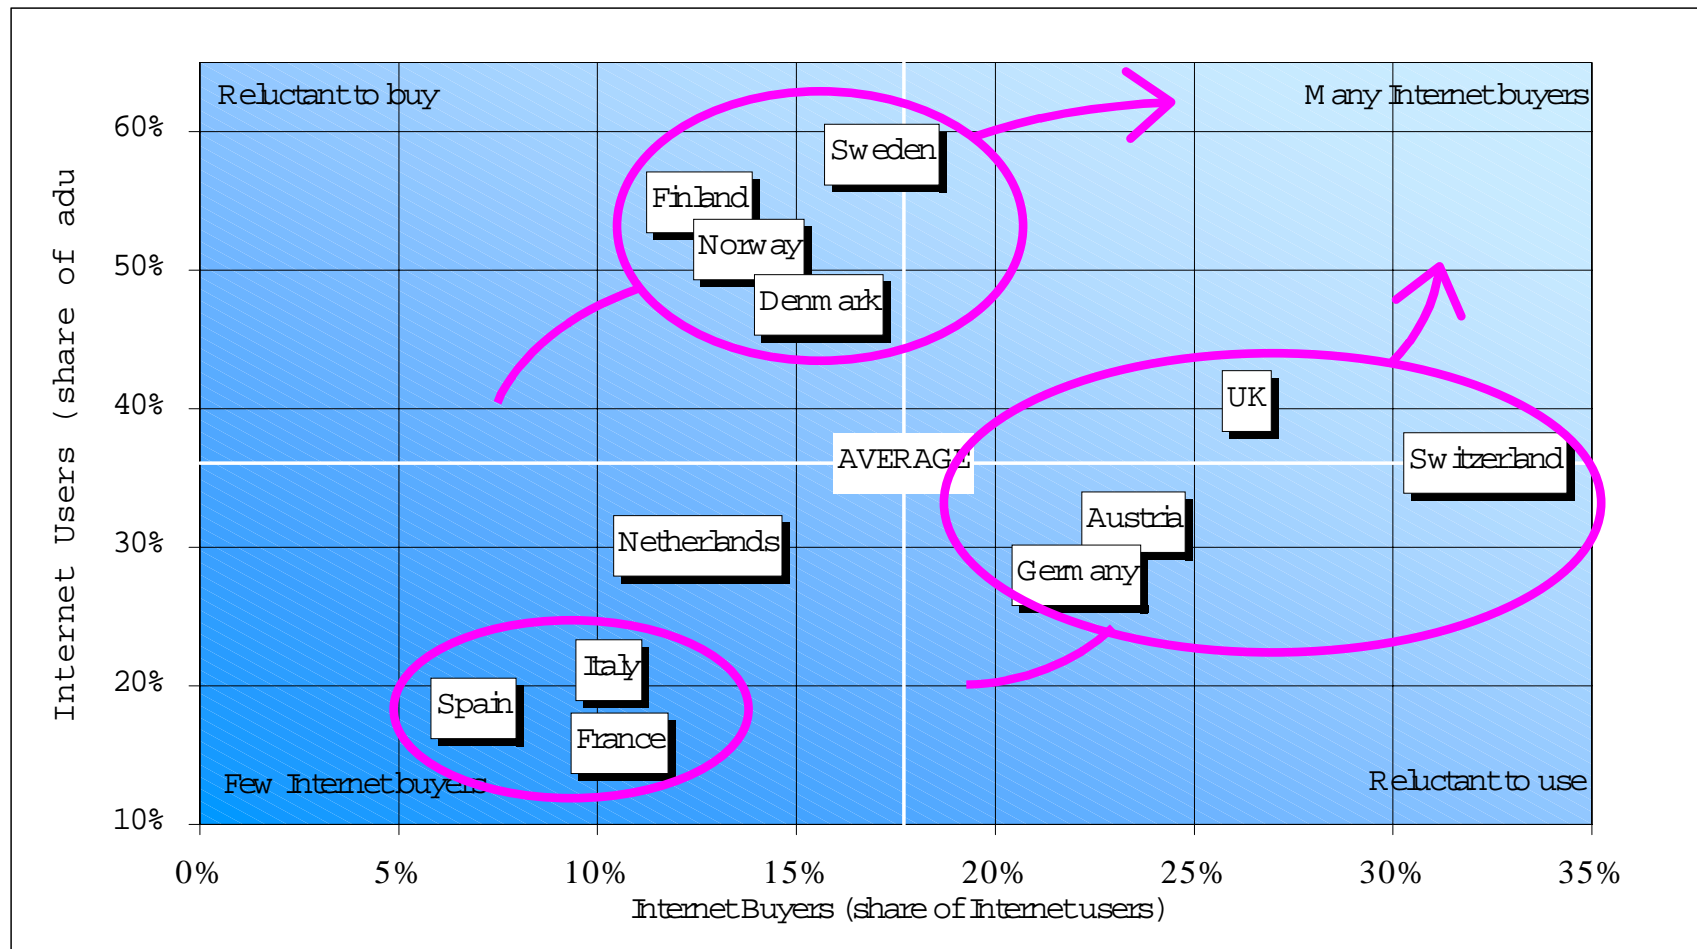 Reluctant to buy
Many Internet buyers
60%
Sweden
Finland
Norway
50%
Denmark
40%
UK
AVERAGE
Switzerland
Austria
Netherlands
30%
Germany
Italy
20%
Spain
France
Few Internet buyers
Reluctant to use
10%
0%
5%
10%
15%
20%
25%
30%
35%
Internet Buyers (share of Internet users)
Internet Users (share of adu